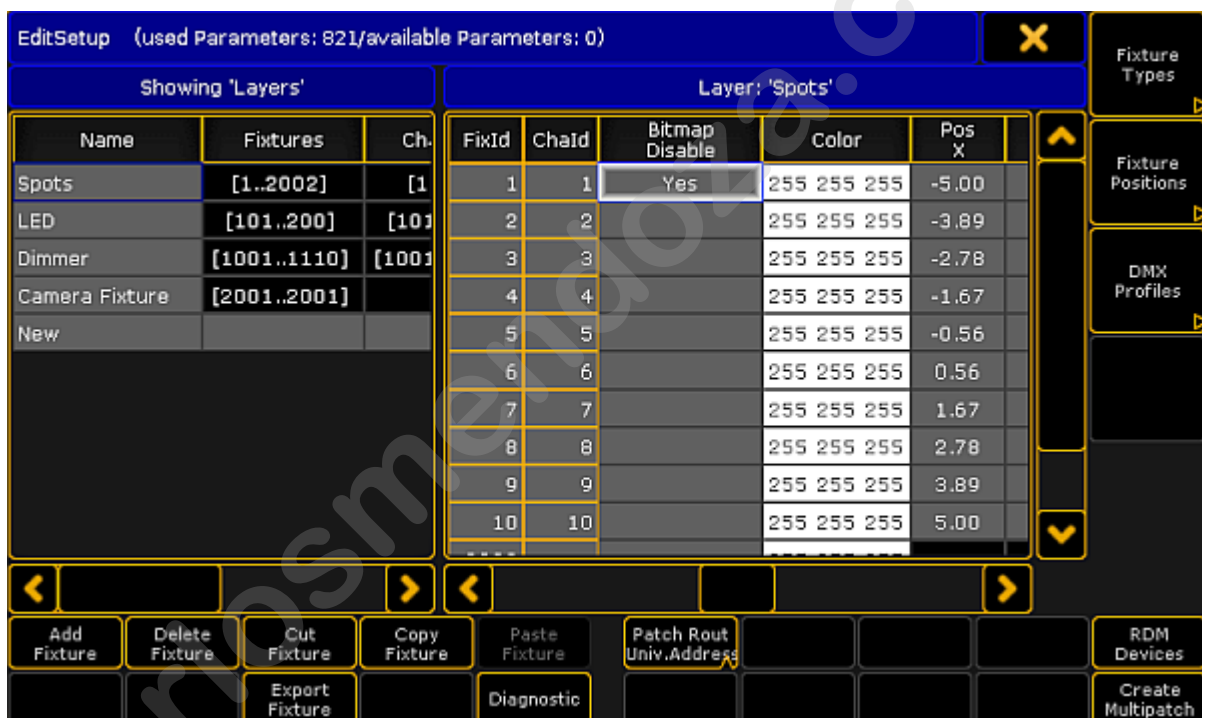 EditSetup (used Parameters: 821/available Parameters: 0)
Fixture
Types
Showing 'Layers'
Layer: 'Spots'
Name Fixtures Ch.
FixId ChaId Bitmap Disable Color Pos X
Spots [1..2002] [1
LED [101..200] [101
Dimmer [1001..1110] [1001
Camera Fixture [2001..2001]
New
1 1 Yes 255 255 255 -5.00
2 2 255 255 255 -3.89
3 3 255 255 255 -2.78
4 4 255 255 255 -1.67
5 5 255 255 255 -0.56
6 6 255 255 255 0.56
7 7 255 255 255 1.67
8 8 255 255 255 2.78
9 9 255 255 255 3.89
10 10 255 255 255 5.00
Fixture
Positions
DMX
Profiles
Add
Fixture
Delete
Fixture
Cut
Fixture
Copy
Fixture
Paste
Fixture
Patch Rout
Univ.Address
RDM
Devices
Export
Fixture
Diagnostic
Create
Multipatch
riosmendoza.c